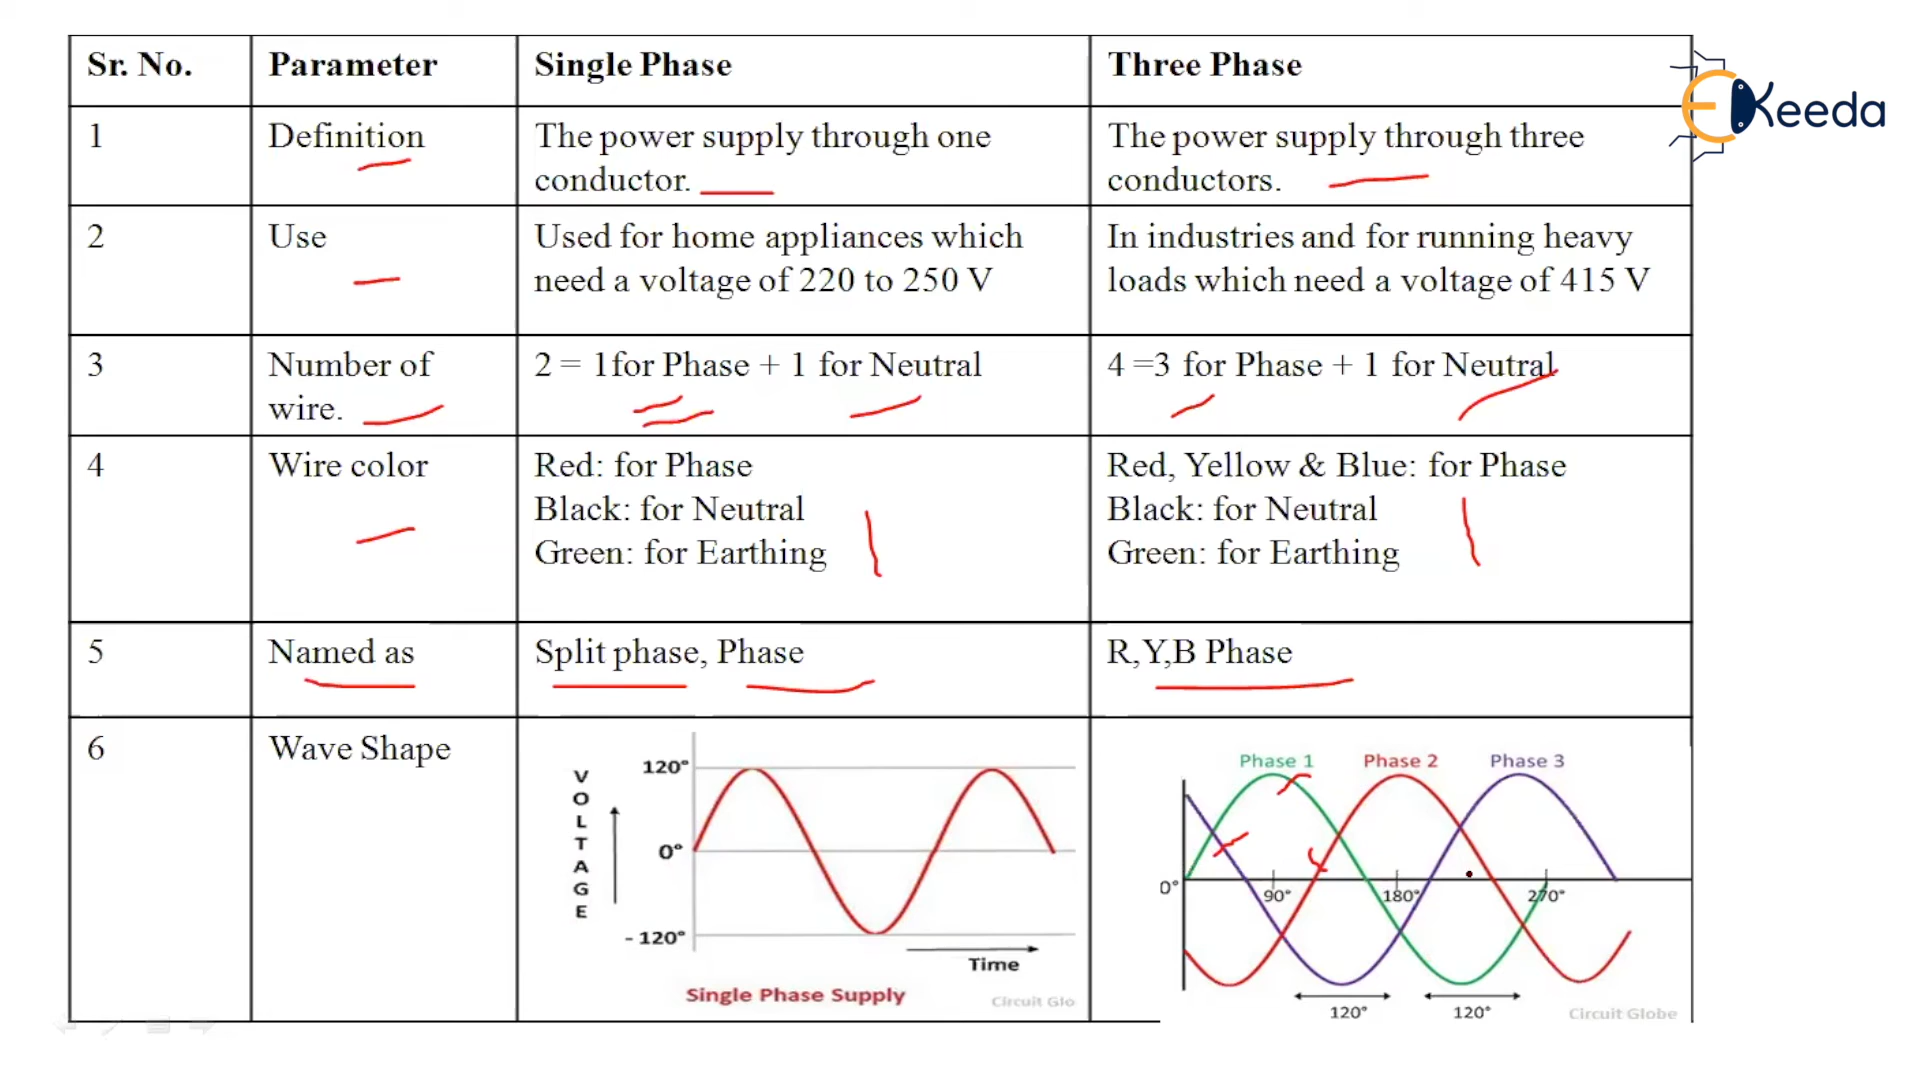 Sr. No. Parameter Single Phase Three Phase
EKeeda
1 Definition The power supply through one conductor. The power supply through three conductors.
2 Use Used for home appliances which need a voltage of 220 to 250 V In industries and for running heavy loads which need a voltage of 415 V
3 Number of wire. 2 = 1for Phase + 1 for Neutral 4 =3 for Phase + 1 for Neutral
4 Wire color Red: for Phase
Black: for Neutral
Green: for Earthing
Red, Yellow & Blue: for Phase
Black: for Neutral
Green: for Earthing
5 Named as Split phase, Phase R,Y,B Phase
6 Wave Shape
VOLTAGE
120°
0°
- 120°
Time
Single Phase Supply
Circuit Glo
Phase 1 Phase 2 Phase 3
0° 90° 180° 270°
120° 120°
Circuit Globe